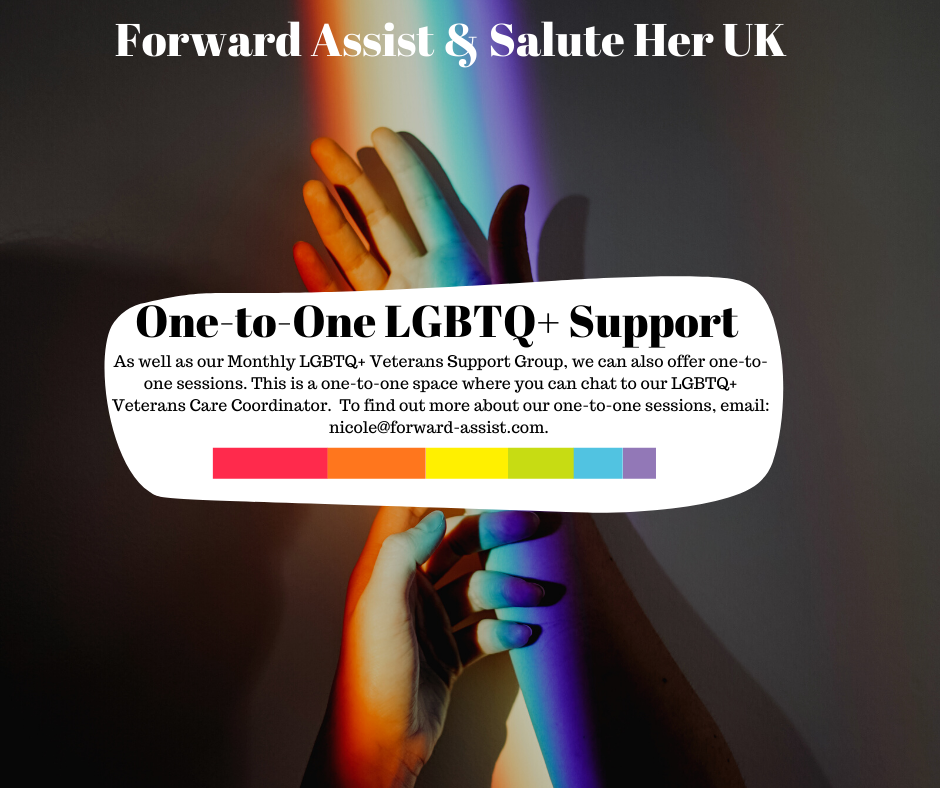 Forward Assist & Salute Her UK
One-to-One LGBTQ+ Support
As well as our Monthly LGBTQ+ Veterans Support Group, we can also offer one-to-
one sessions. This is a one-to-one space where you can chat to our LGBTQ+
Veterans Care Coordinator.  To find out more about our one-to-one sessions, email:
nicole@forward-assist.com.